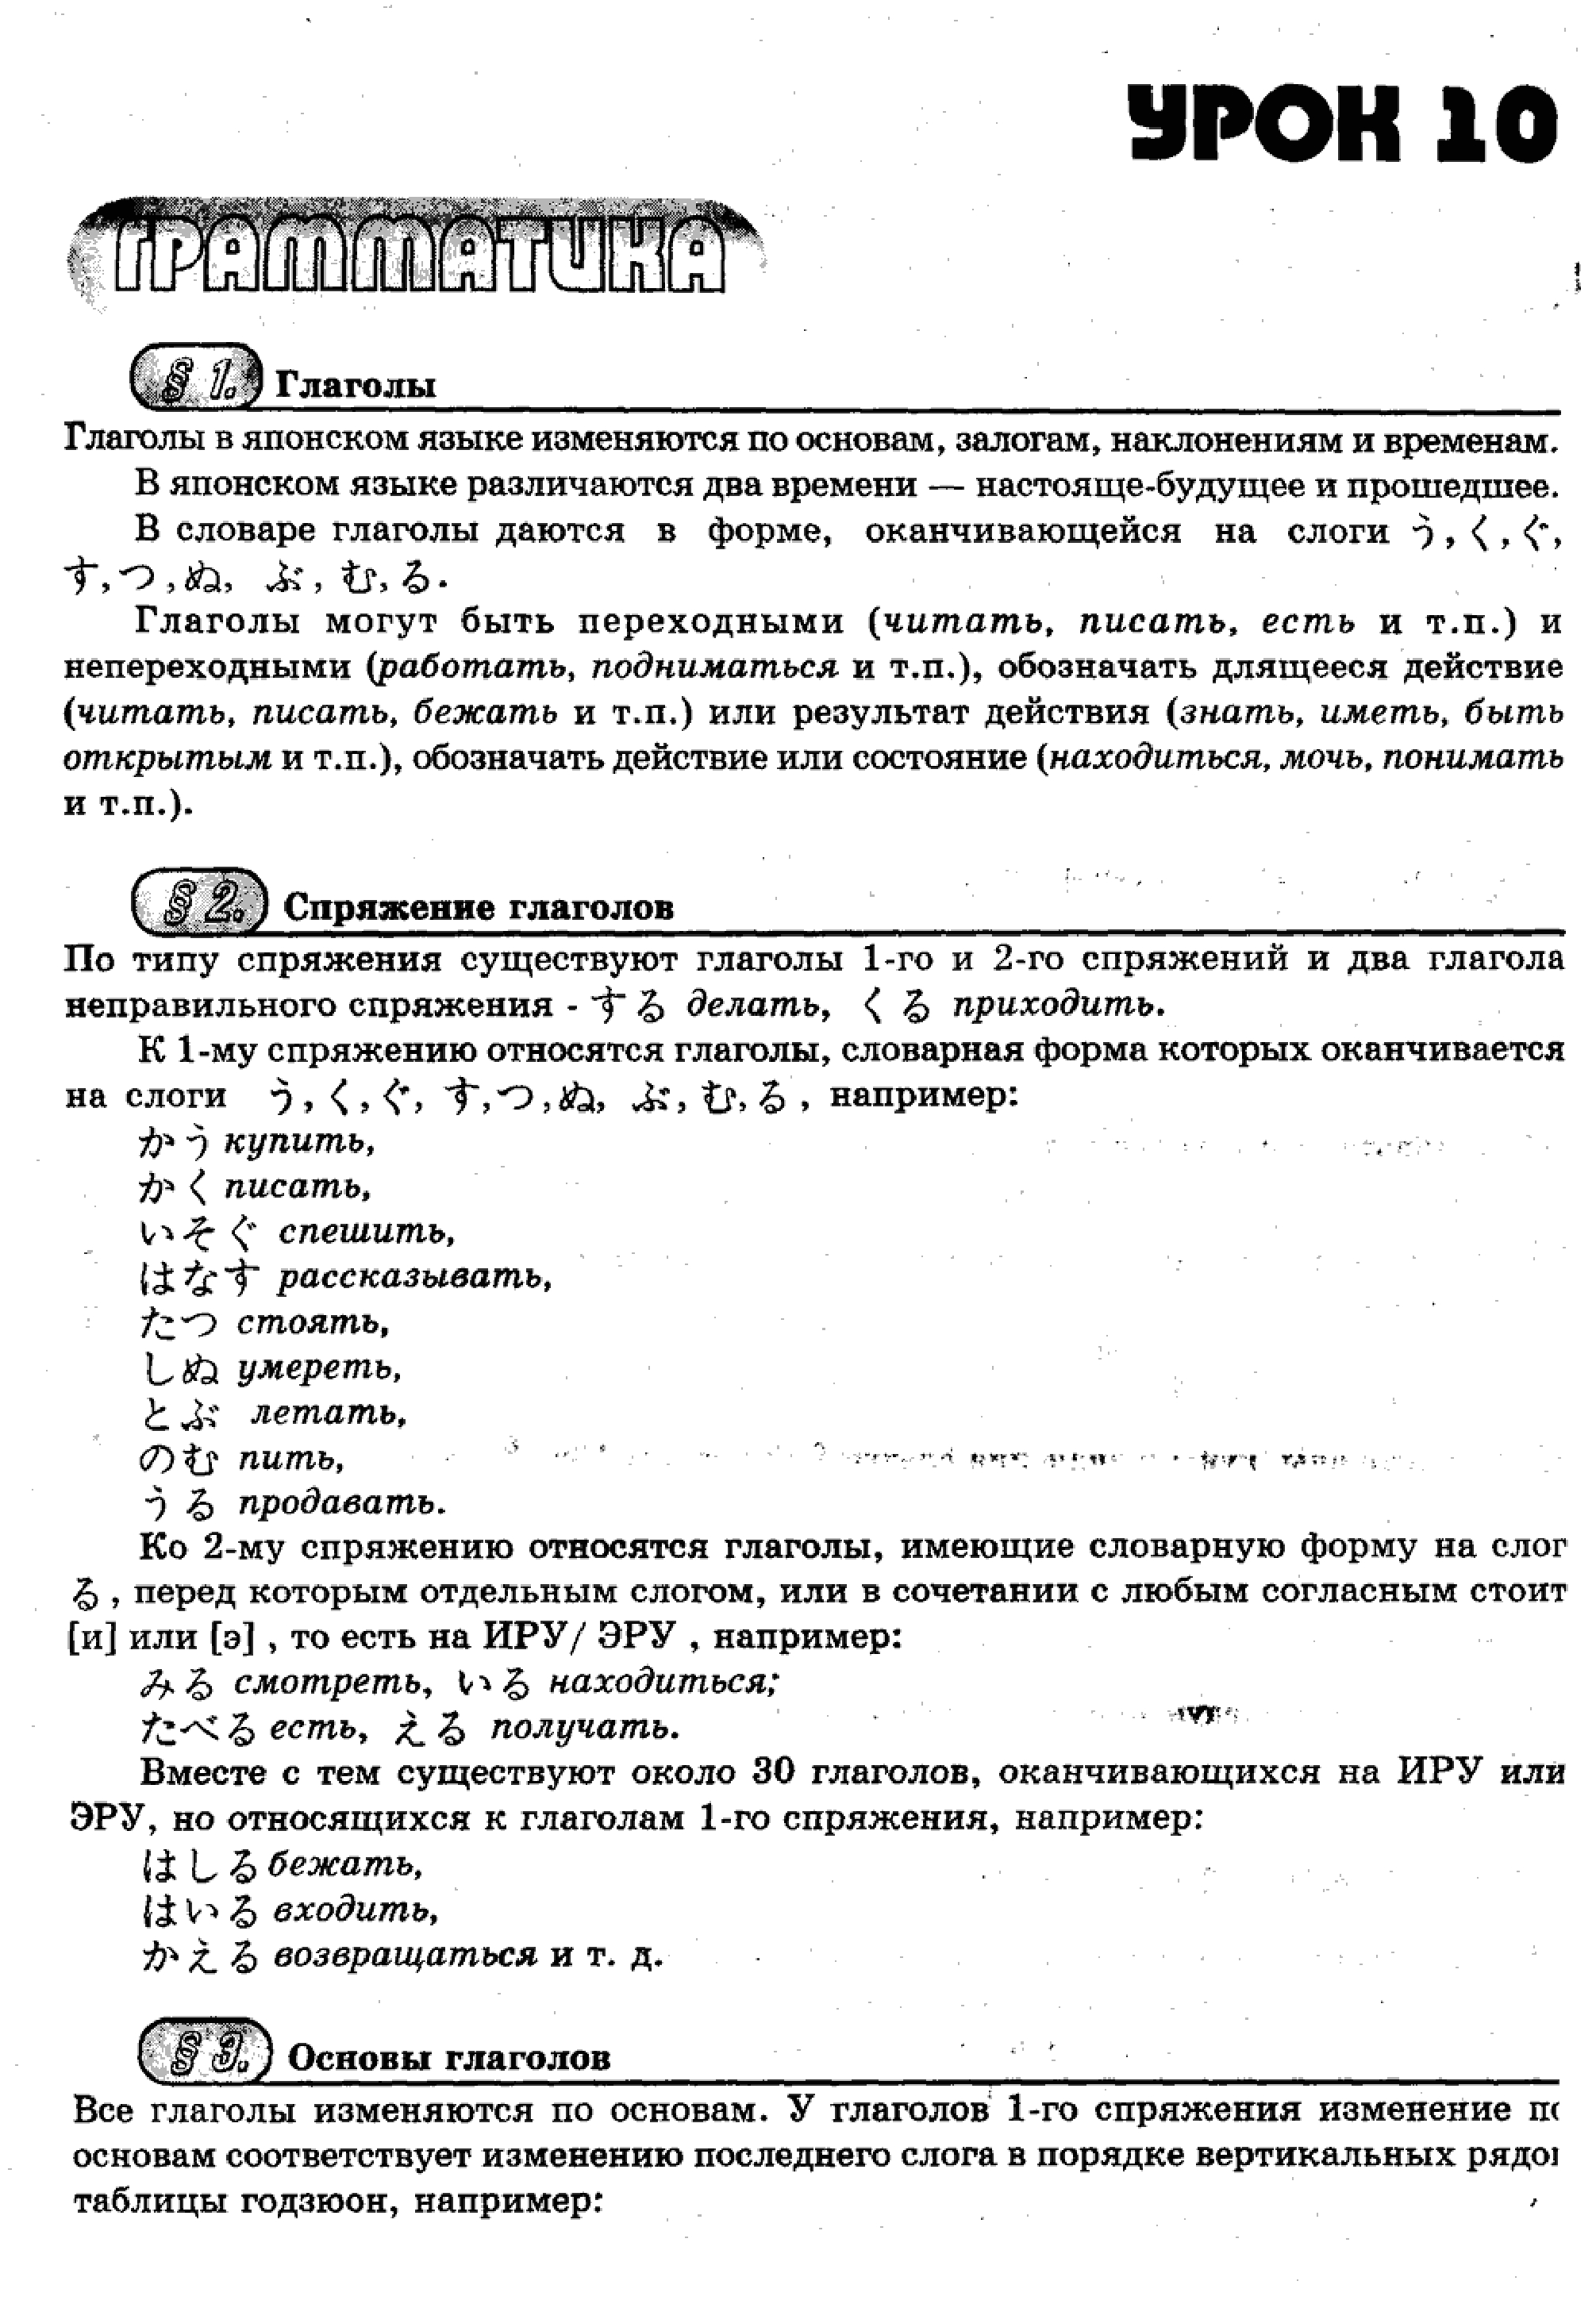 УРОК 10
ГРАММАТИКА
§ 1. Глаголы
Глаголы в японском языке изменяются по основам, залогам, наклонениям и временам.
В японском языке различаются два времени — настояще-будущее и прошедшее.
В словаре глаголы даются в форме, оканчивающейся на слоги う, く, ぐ,
す, つ, ぬ, ぶ, む, る.
Глаголы могут быть переходными (читать, писать, есть и т.п.) и
непереходными (работать, подниматься и т.п.), обозначать длящееся действие
(читать, писать, бежать и т.п.) или результат действия (знать, иметь, быть
открытым и т.п.), обозначать действие или состояние (находиться, мочь, понимать
и т.п.).
§ 2. Спряжение глаголов
По типу спряжения существуют глаголы 1-го и 2-го спряжений и два глагола
неправильного спряжения - する делать, くる приходить.
К 1-му спряжению относятся глаголы, словарная форма которых оканчивается
на слоги う, く, ぐ, す, つ, ぬ, ぶ, む, る, например:
かう купить,
かく писать,
いそぐ спешить,
はなす рассказывать,
たつ стоять,
しぬ умереть,
とぶ летать,
のむ пить,
うる продавать.
Ко 2-му спряжению относятся глаголы, имеющие словарную форму на слог
る, перед которым отдельным слогом, или в сочетании с любым согласным стоит
[и] или [э] , то есть на ИРУ/ ЭРУ , например:
みる смотреть, いる находиться;
たべる есть, える получать.
Вместе с тем существуют около 30 глаголов, оканчивающихся на ИРУ или
ЭРУ, но относящихся к глаголам 1-го спряжения, например:
はしる бежать,
はいる входить,
かえる возвращаться и т. д.
§ 3. Основы глаголов
Все глаголы изменяются по основам. У глаголов 1-го спряжения изменение по
основам соответствует изменению последнего слога в порядке вертикальных рядов
таблицы годзюон, например: